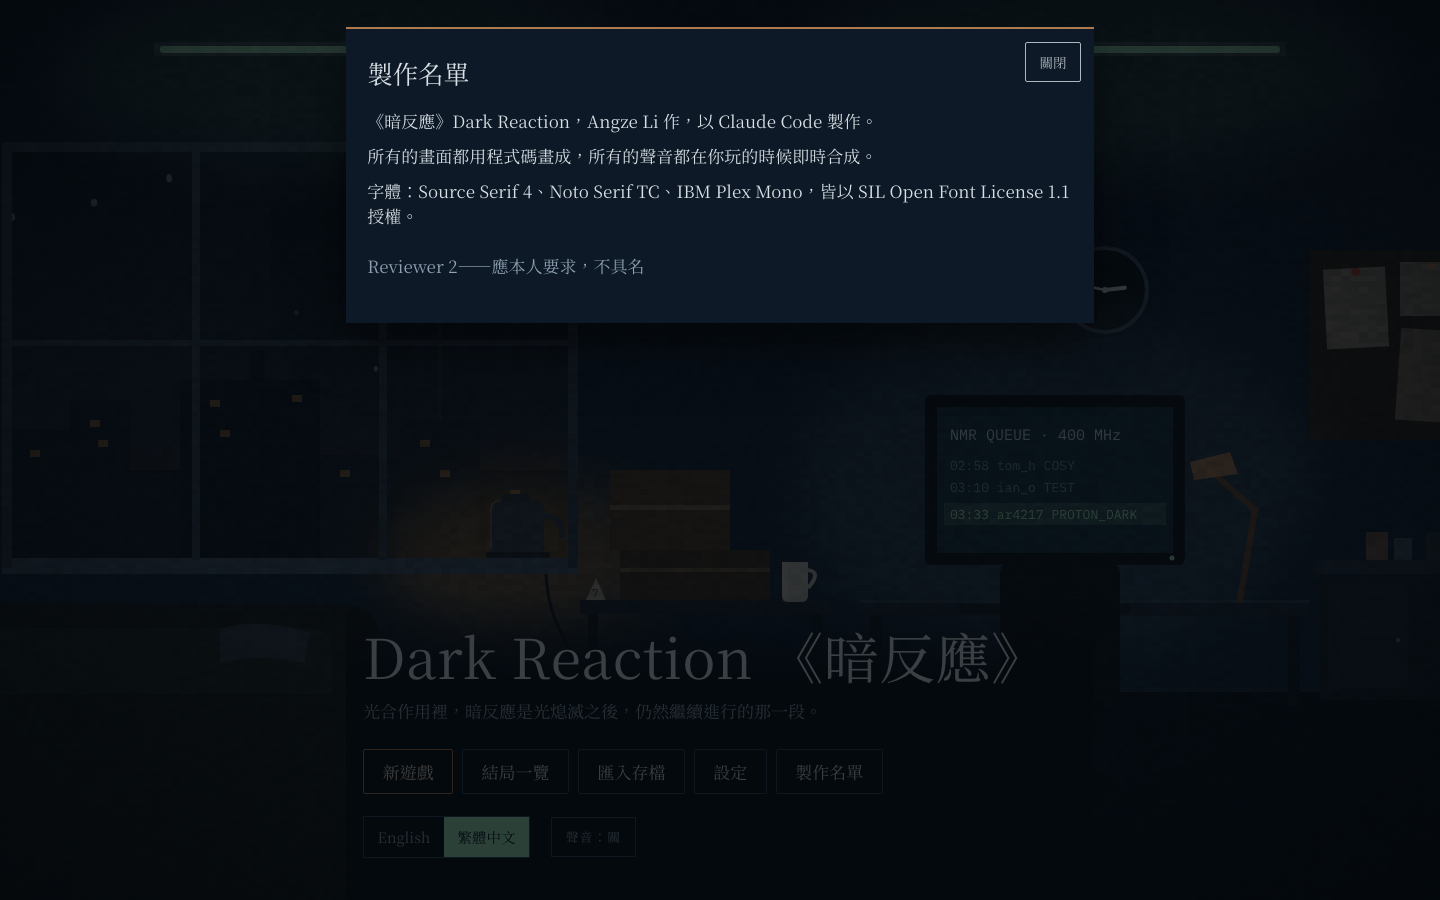 製作名單
關閉
《暗反應》Dark Reaction，Angze Li 作，以 Claude Code 製作。
所有的畫面都用程式碼畫成，所有的聲音都在你玩的時候即時合成。
字體：Source Serif 4、Noto Serif TC、IBM Plex Mono，皆以 SIL Open Font License 1.1
授權。
Reviewer 2——應本人要求，不具名
NMR QUEUE · 400 MHz
02:58 tom_h COSY
03:10 ian_o TEST
03:33 ar4217 PROTON_DARK
7
Dark Reaction 《暗反應》
光合作用裡，暗反應是光熄滅之後，仍然繼續進行的那一段。
新遊戲 結局一覽 匯入存檔 設定 製作名單
English 繁體中文 聲音：關